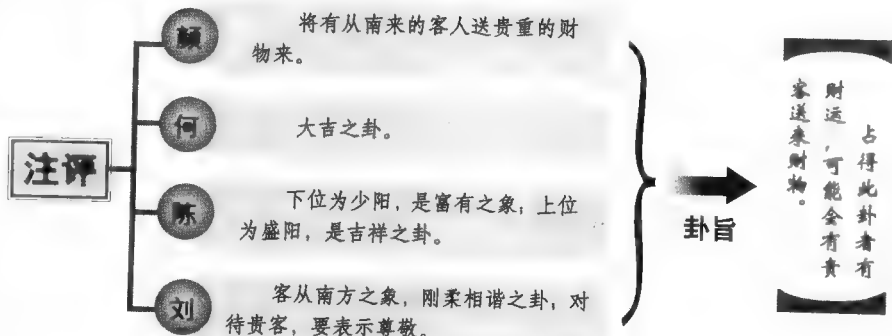 注评
颜
将有从南来的客人送贵重的财
物来。
何
大吉之卦。
陈
下位为少阳，是富有之象；上位
为盛阳，是吉祥之卦。
刘
客从南方之象，刚柔相谐之卦，对
待贵客，要表示尊敬。
卦旨
占得此卦者有
财运，可能会有贵
客送来财物。